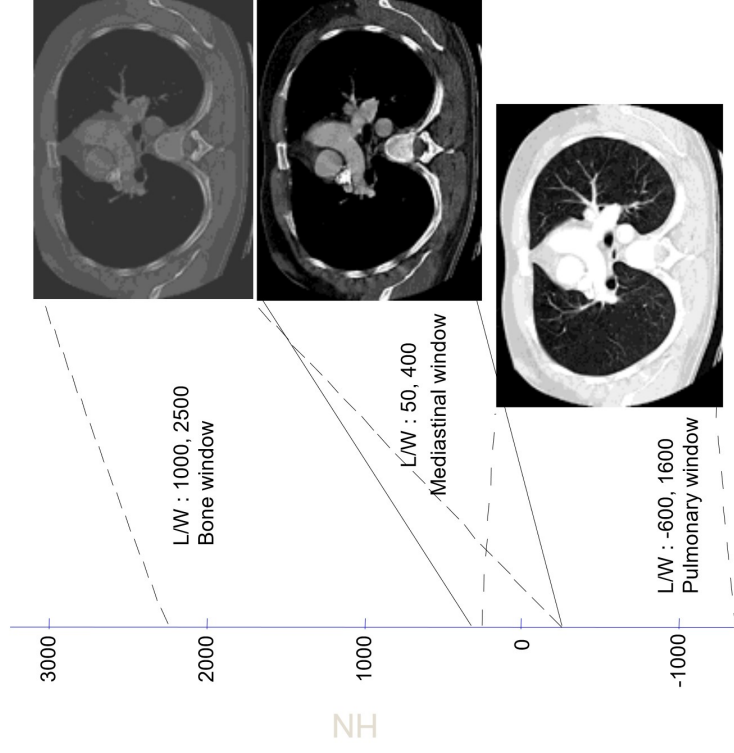 L/W : 1000, 2500
Bone window
L/W : 50, 400
Mediastinal window
L/W : -600, 1600
Pulmonary window
3000
2000
1000
0
-1000
NH